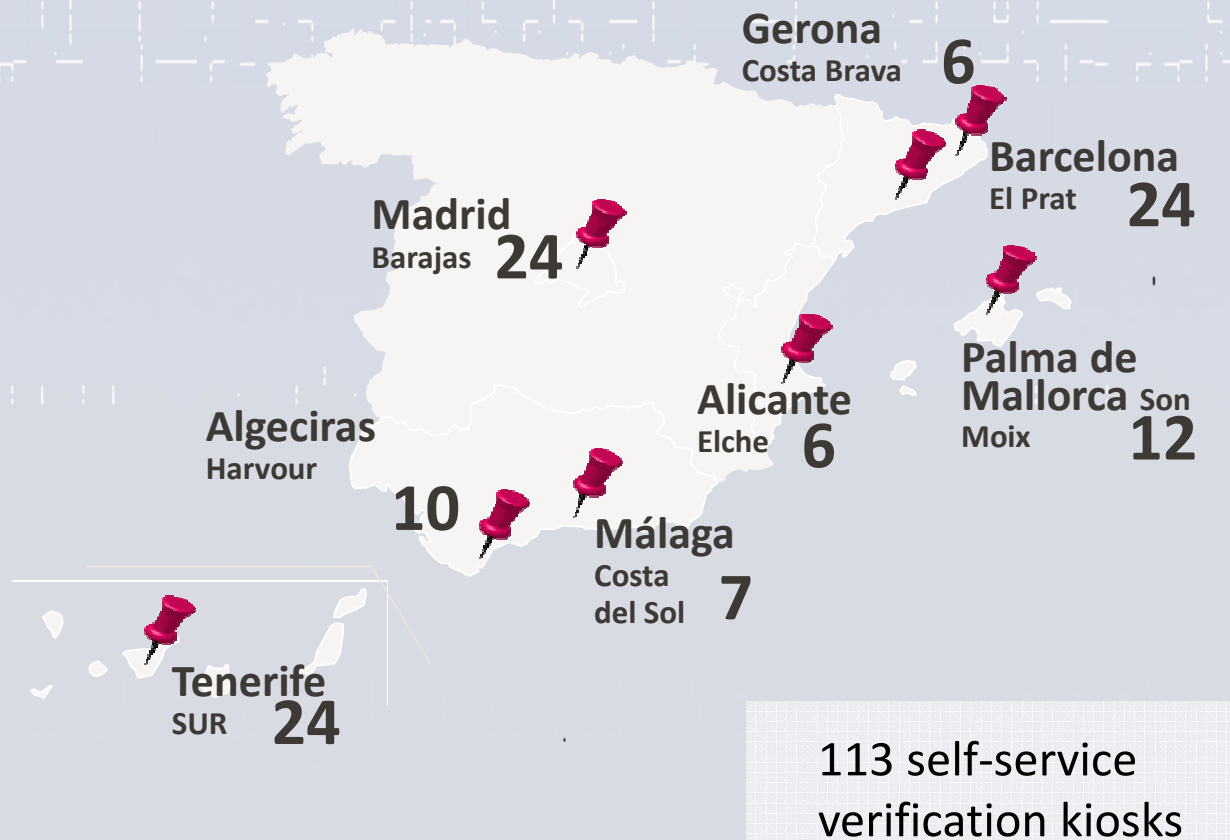 Gerona
Costa Brava 6
Barcelona
El Prat 24
Madrid
Barajas 24
Palma de
Mallorca Son
Moix 12
Alicante
Elche 6
Algeciras
Harvour
10
Málaga
Costa
del Sol 7
Tenerife
SUR 24
113 self-service
verification kiosks